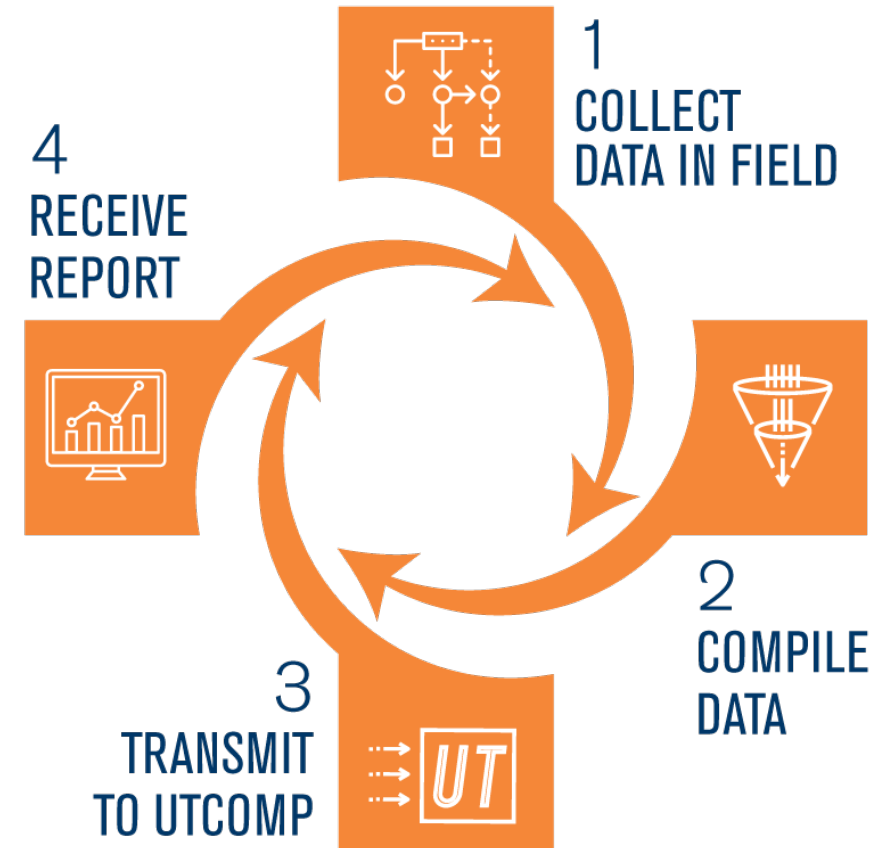 1
COLLECT
DATA IN FIELD
2
COMPILE
DATA
3
TRANSMIT
TO UTCOMP
UT
4
RECEIVE
REPORT